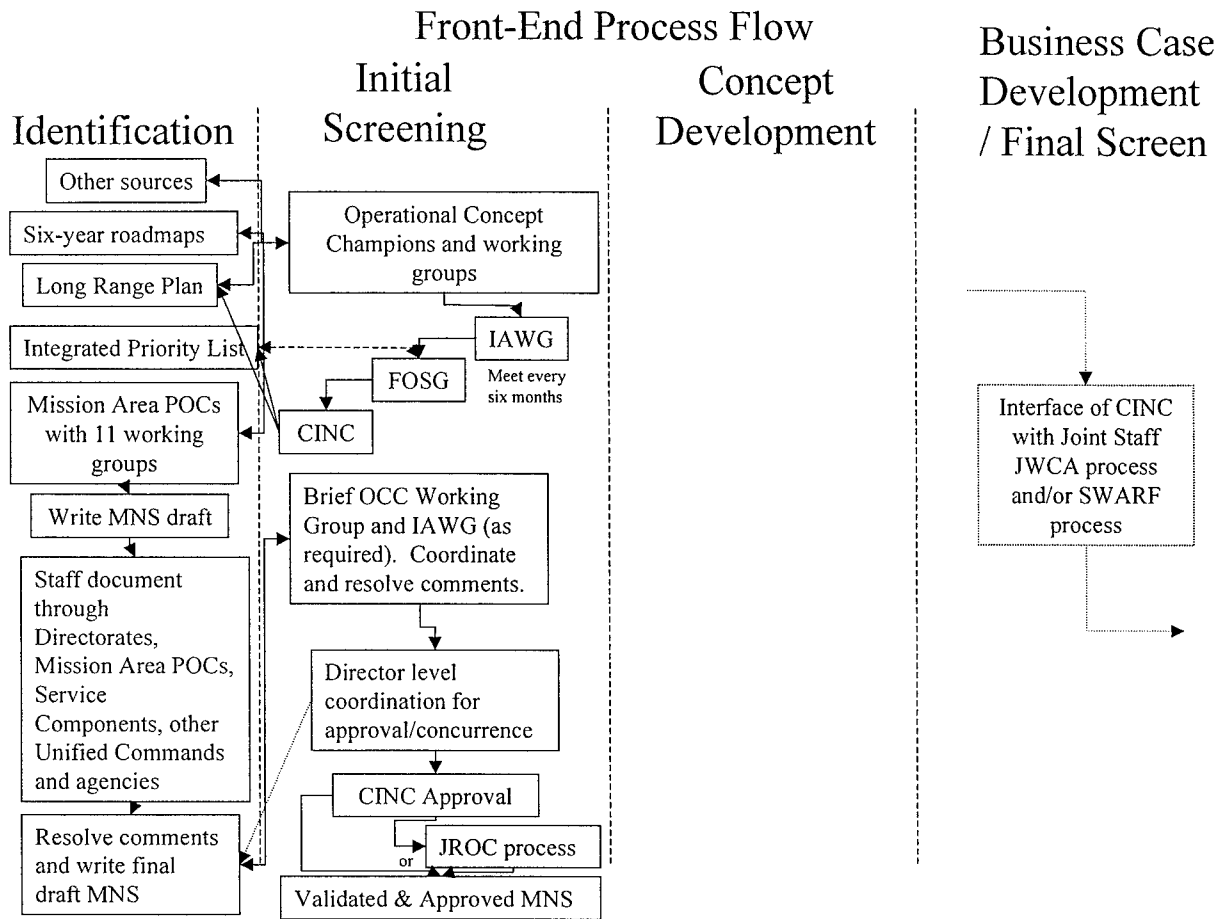 Front-End Process Flow
Identification
Initial
Screening
Concept
Development
Business Case
Development
/ Final Screen
Other sources
Six-year roadmaps
Long Range Plan
Integrated Priority List
Mission Area POCs
with 11 working
groups
Write MNS draft
Staff document
through
Directorates,
Mission Area POCs,
Service
Components, other
Unified Commands
and agencies
Resolve comments
and write final
draft MNS
Operational Concept
Champions and working
groups
IAWG
Meet every
six months
FOSG
CINC
Brief OCC Working
Group and IAWG (as
required).  Coordinate
and resolve comments.
Director level
coordination for
approval/concurrence
CINC Approval
or
JROC process
Validated & Approved MNS
Interface of CINC
with Joint Staff
JWCA process
and/or SWARF
process